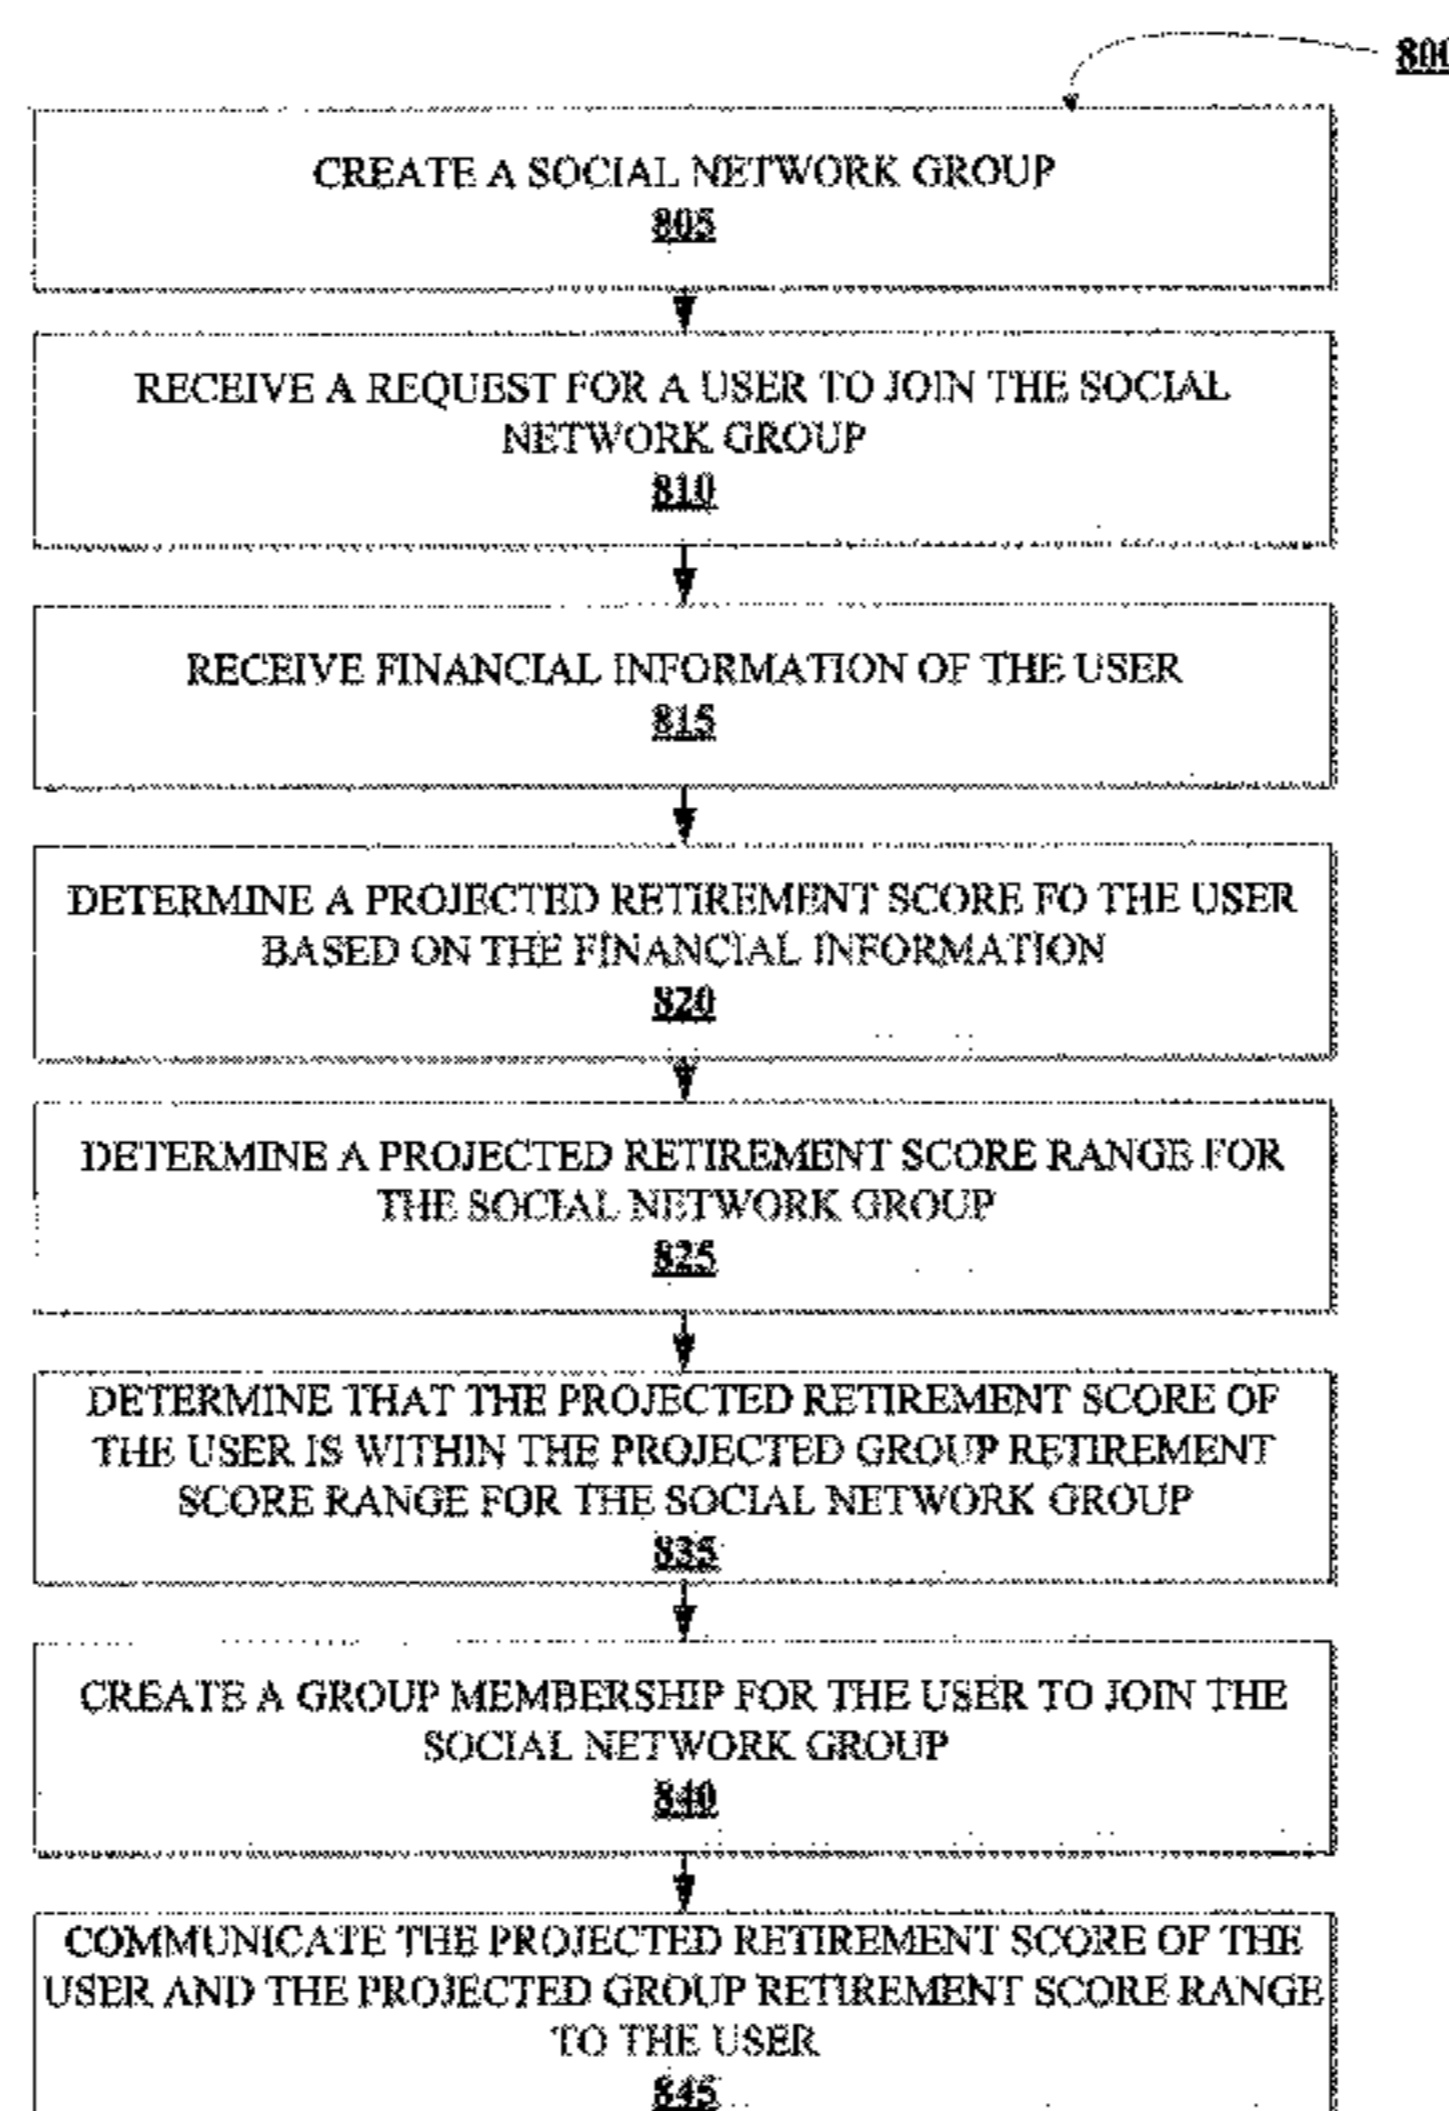 800
CREATE A SOCIAL NETWORK GROUP
805
RECEIVE A REQUEST FOR A USER TO JOIN THE SOCIAL
NETWORK GROUP
810
RECEIVE FINANCIAL INFORMATION OF THE USER
815
DETERMINE A PROJECTED RETIREMENT SCORE FO THE USER
BASED ON THE FINANCIAL INFORMATION
820
DETERMINE A PROJECTED RETIREMENT SCORE RANGE FOR
THE SOCIAL NETWORK GROUP
825
DETERMINE THAT THE PROJECTED RETIREMENT SCORE OF
THE USER IS WITHIN THE PROJECTED GROUP RETIREMENT
SCORE RANGE FOR THE SOCIAL NETWORK GROUP
835
CREATE A GROUP MEMBERSHIP FOR THE USER TO JOIN THE
SOCIAL NETWORK GROUP
840
COMMUNICATE THE PROJECTED RETIREMENT SCORE OF THE
USER AND THE PROJECTED GROUP RETIREMENT SCORE RANGE
TO THE USER
845